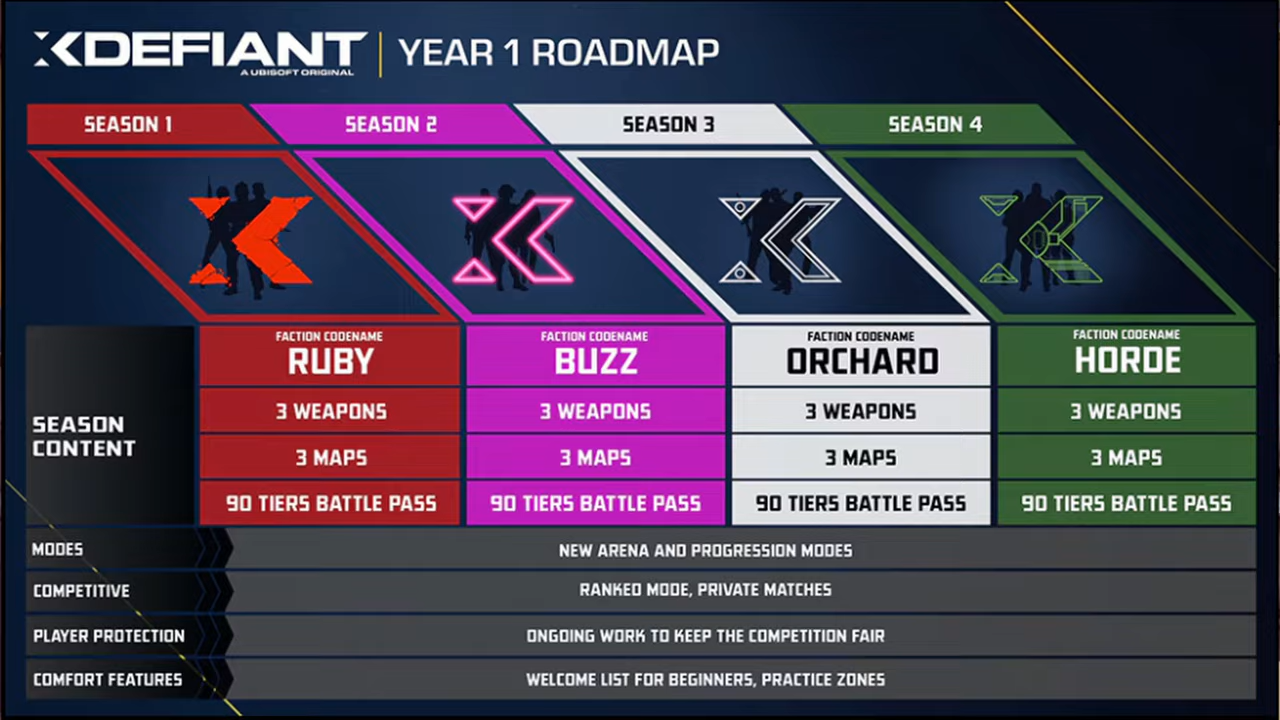 XDEFIANT
A UBISOFT ORIGINAL
YEAR 1 ROADMAP
SEASON 1
SEASON 2
SEASON 3
SEASON 4
SEASON
CONTENT
FACTION CODENAME
RUBY
3 WEAPONS
3 MAPS
90 TIERS BATTLE PASS
FACTION CODENAME
BUZZ
3 WEAPONS
3 MAPS
90 TIERS BATTLE PASS
FACTION CODENAME
ORCHARD
3 WEAPONS
3 MAPS
90 TIERS BATTLE PASS
FACTION CODENAME
HORDE
3 WEAPONS
3 MAPS
90 TIERS BATTLE PASS
MODES
NEW ARENA AND PROGRESSION MODES
COMPETITIVE
RANKED MODE, PRIVATE MATCHES
PLAYER PROTECTION
ONGOING WORK TO KEEP THE COMPETITION FAIR
COMFORT FEATURES
WELCOME LIST FOR BEGINNERS, PRACTICE ZONES